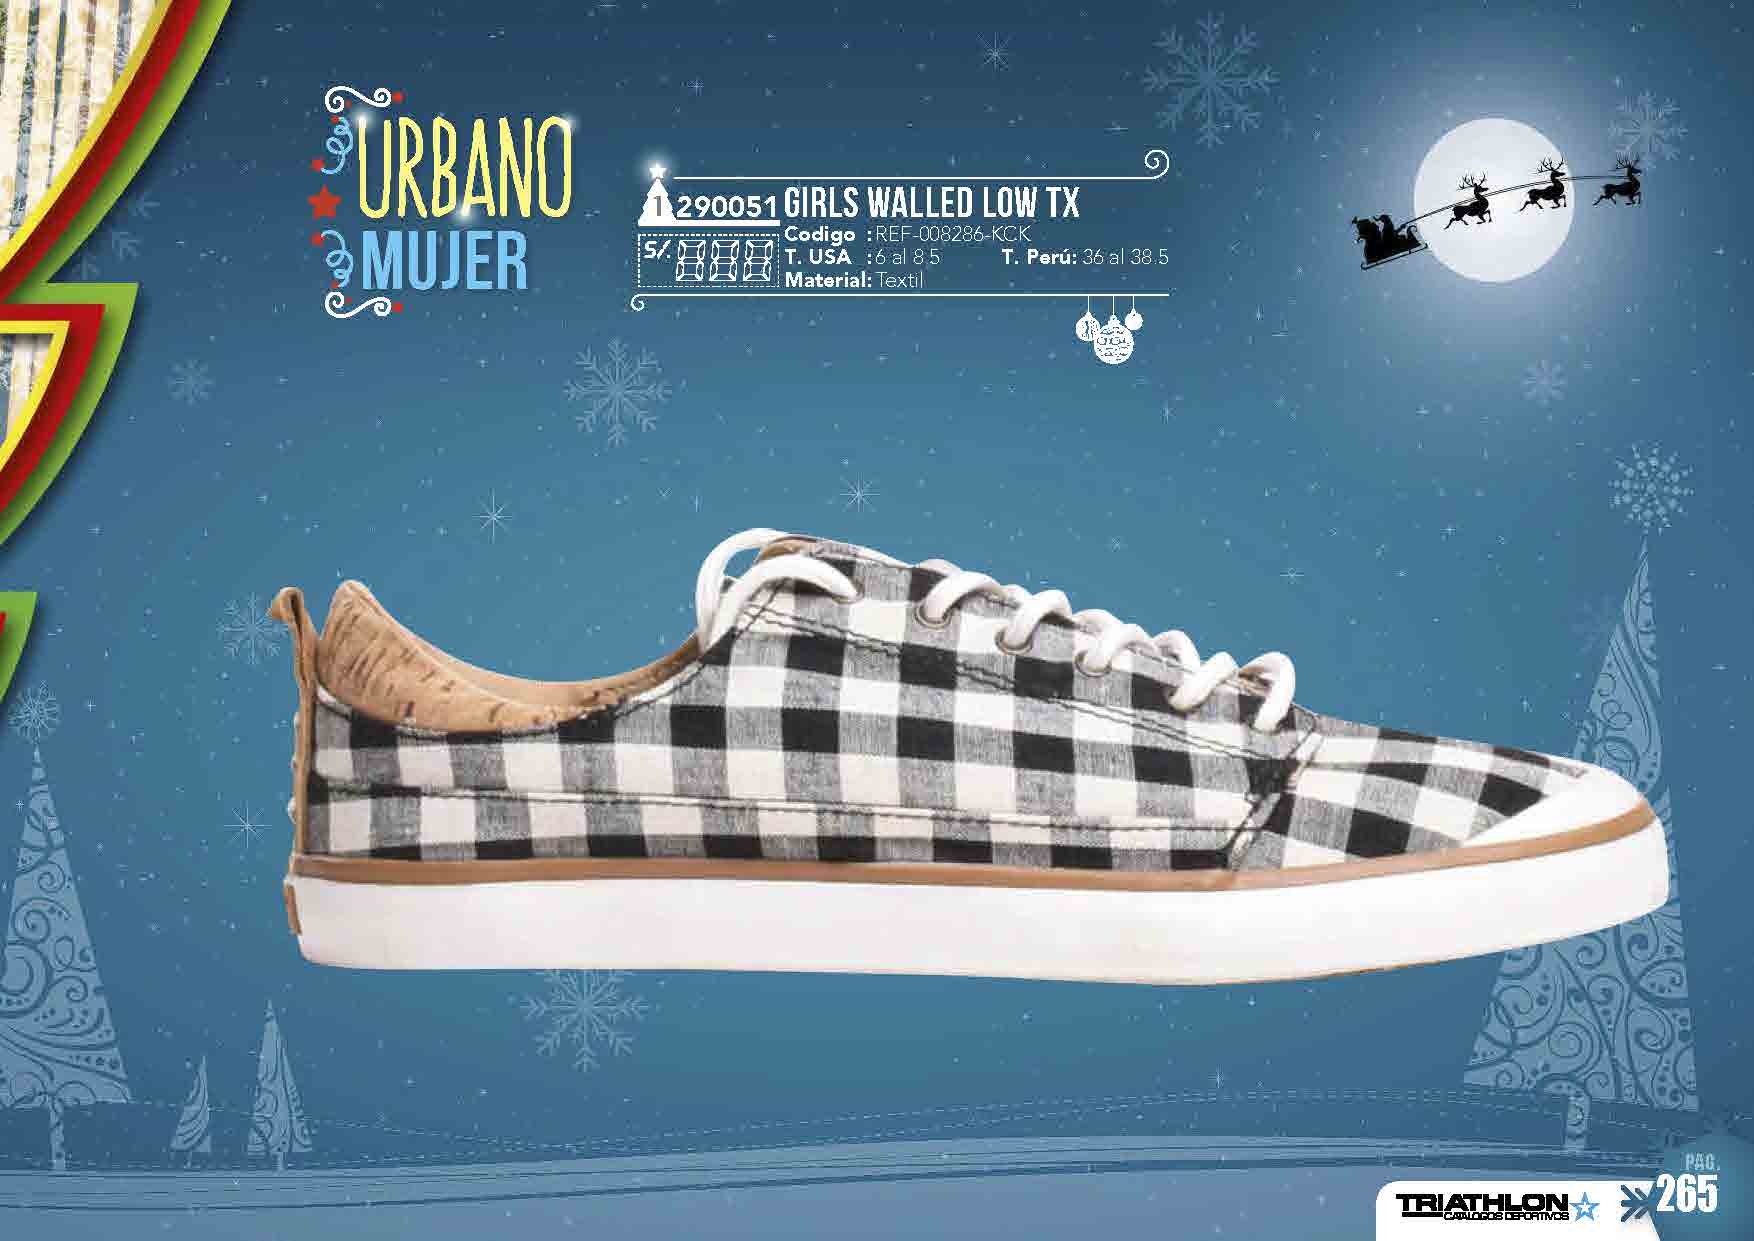 URBANO
MUJER
1 290051 GIRLS WALLED LOW TX
Codigo : REF-008286-KCK
S/. 888
T. USA : 6 al 8.5 T. Perú: 36 al 38.5
Material: Textil
PAG.
265
TRIATHLON
CATALOGOS DEPORTIVOS